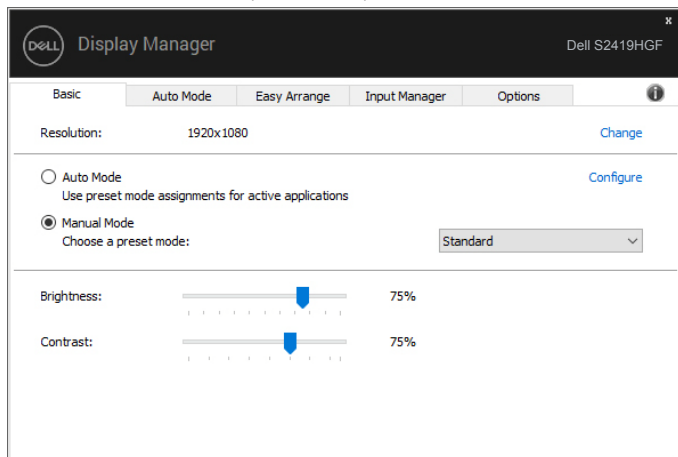 x
DELL Display Manager Dell S2419HGF
Basic Auto Mode Easy Arrange Input Manager Options
Resolution: 1920x1080 Change
Auto Mode Configure
Use preset mode assignments for active applications
Manual Mode
Choose a preset mode: Standard
Brightness: 75%
Contrast: 75%